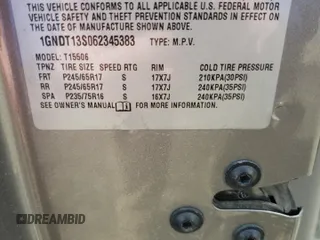 THIS VEHICLE CONFORMS TO ALL APPLICABLE U.S. FEDERAL MOTOR
VEHICLE SAFETY AND THEFT PREVENTION STANDARDS IN
EFFECT ON THE DATE OF MANUFACTURE SHOWN ABOVE.
1GNDT13S062345383 TYPE: M.P.V.
MODEL: T15506
TPNZ TIRE SIZE SPEED RTG RIM COLD TIRE PRESSURE
FRT P245/65R17 S 17X7J 210KPA(30PSI)
RR P245/65R17 S 17X7J 240KPA(35PSI)
SPA P235/75R16 S 16X7J 240KPA(35PSI)
SEE OWNER'S MANUAL FOR MORE INFORMATION.
DREAMBID